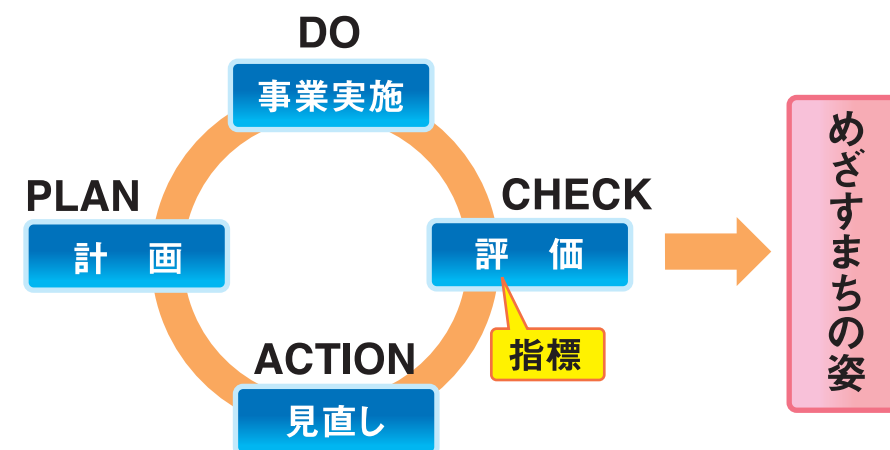 DO
事業実施
PLAN
計 画
CHECK
評 価
指標
ACTION
見直し
めざすまちの姿